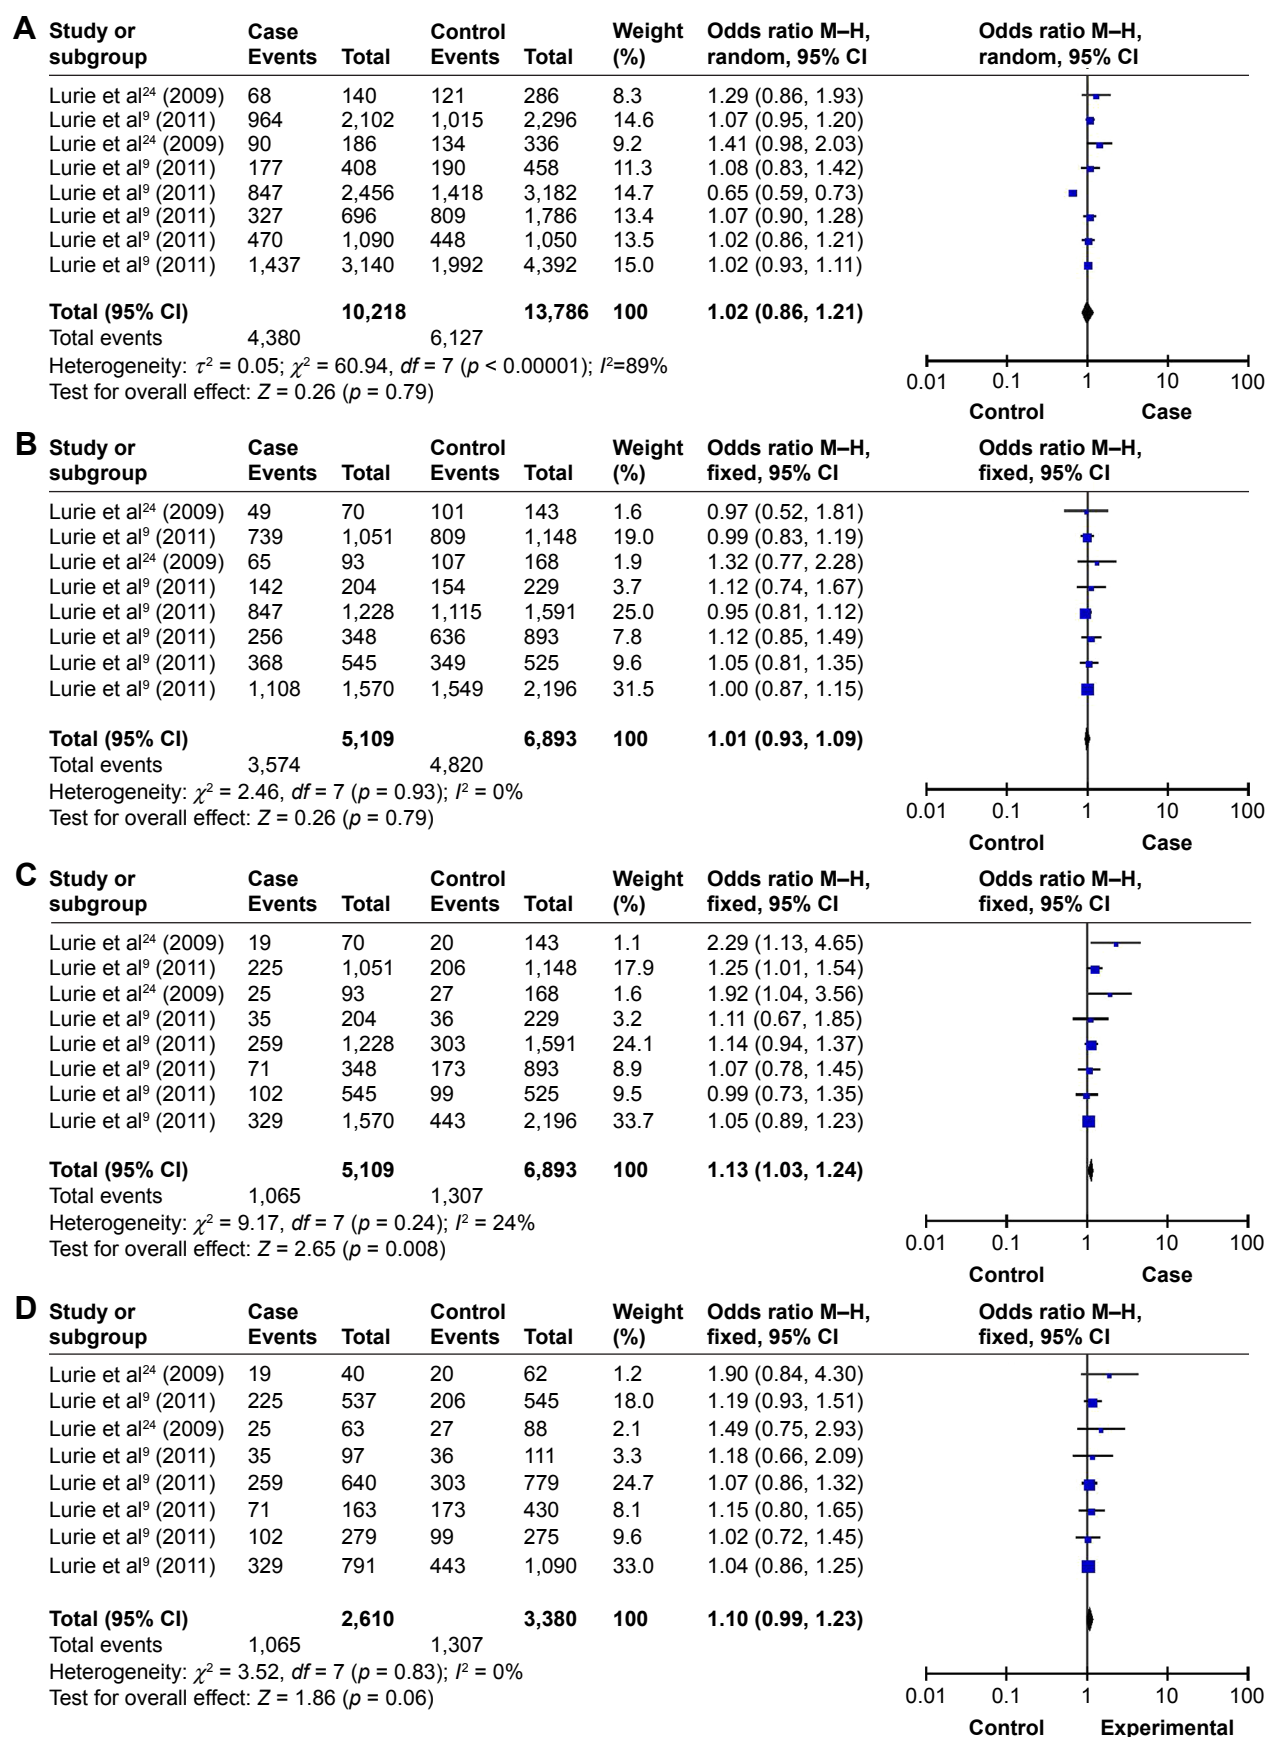 A Study or subgroup Case Events Total Control Events Total Weight (%) Odds ratio M–H, random, 95% CI Odds ratio M–H, random, 95% CI
Lurie et al24 (2009) 68 140 121 286 8.3 1.29 (0.86, 1.93)
Lurie et al9 (2011) 964 2,102 1,015 2,296 14.6 1.07 (0.95, 1.20)
Lurie et al24 (2009) 90 186 134 336 9.2 1.41 (0.98, 2.03)
Lurie et al9 (2011) 177 408 190 458 11.3 1.08 (0.83, 1.42)
Lurie et al9 (2011) 847 2,456 1,418 3,182 14.7 0.65 (0.59, 0.73)
Lurie et al9 (2011) 327 696 809 1,786 13.4 1.07 (0.90, 1.28)
Lurie et al9 (2011) 470 1,090 448 1,050 13.5 1.02 (0.86, 1.21)
Lurie et al9 (2011) 1,437 3,140 1,992 4,392 15.0 1.02 (0.93, 1.11)
Total (95% CI) 10,218 13,786 100 1.02 (0.86, 1.21)
Total events 4,380 6,127
Heterogeneity: τ2 = 0.05; χ2 = 60.94, df = 7 (p < 0.00001); I2=89%
Test for overall effect: Z = 0.26 (p = 0.79)
0.01 0.1 1 10 100
Control Case
B Study or subgroup Case Events Total Control Events Total Weight (%) Odds ratio M–H, fixed, 95% CI Odds ratio M–H, fixed, 95% CI
Lurie et al24 (2009) 49 70 101 143 1.6 0.97 (0.52, 1.81)
Lurie et al9 (2011) 739 1,051 809 1,148 19.0 0.99 (0.83, 1.19)
Lurie et al24 (2009) 65 93 107 168 1.9 1.32 (0.77, 2.28)
Lurie et al9 (2011) 142 204 154 229 3.7 1.12 (0.74, 1.67)
Lurie et al9 (2011) 847 1,228 1,115 1,591 25.0 0.95 (0.81, 1.12)
Lurie et al9 (2011) 256 348 636 893 7.8 1.12 (0.85, 1.49)
Lurie et al9 (2011) 368 545 349 525 9.6 1.05 (0.81, 1.35)
Lurie et al9 (2011) 1,108 1,570 1,549 2,196 31.5 1.00 (0.87, 1.15)
Total (95% CI) 5,109 6,893 100 1.01 (0.93, 1.09)
Total events 3,574 4,820
Heterogeneity: χ2 = 2.46, df = 7 (p = 0.93); I2 = 0%
Test for overall effect: Z = 0.26 (p = 0.79)
0.01 0.1 1 10 100
Control Case
C Study or subgroup Case Events Total Control Events Total Weight (%) Odds ratio M–H, fixed, 95% CI Odds ratio M–H, fixed, 95% CI
Lurie et al24 (2009) 19 70 20 143 1.1 2.29 (1.13, 4.65)
Lurie et al9 (2011) 225 1,051 206 1,148 17.9 1.25 (1.01, 1.54)
Lurie et al24 (2009) 25 93 27 168 1.6 1.92 (1.04, 3.56)
Lurie et al9 (2011) 35 204 36 229 3.2 1.11 (0.67, 1.85)
Lurie et al9 (2011) 259 1,228 303 1,591 24.1 1.14 (0.94, 1.37)
Lurie et al9 (2011) 71 348 173 893 8.9 1.07 (0.78, 1.45)
Lurie et al9 (2011) 102 545 99 525 9.5 0.99 (0.73, 1.35)
Lurie et al9 (2011) 329 1,570 443 2,196 33.7 1.05 (0.89, 1.23)
Total (95% CI) 5,109 6,893 100 1.13 (1.03, 1.24)
Total events 1,065 1,307
Heterogeneity: χ2 = 9.17, df = 7 (p = 0.24); I2 = 24%
Test for overall effect: Z = 2.65 (p = 0.008)
0.01 0.1 1 10 100
Control Case
D Study or subgroup Case Events Total Control Events Total Weight (%) Odds ratio M–H, fixed, 95% CI Odds ratio M–H, fixed, 95% CI
Lurie et al24 (2009) 19 40 20 62 1.2 1.90 (0.84, 4.30)
Lurie et al9 (2011) 225 537 206 545 18.0 1.19 (0.93, 1.51)
Lurie et al24 (2009) 25 63 27 88 2.1 1.49 (0.75, 2.93)
Lurie et al9 (2011) 35 97 36 111 3.3 1.18 (0.66, 2.09)
Lurie et al9 (2011) 259 640 303 779 24.7 1.07 (0.86, 1.32)
Lurie et al9 (2011) 71 163 173 430 8.1 1.15 (0.80, 1.65)
Lurie et al9 (2011) 102 279 99 275 9.6 1.02 (0.72, 1.45)
Lurie et al9 (2011) 329 791 443 1,090 33.0 1.04 (0.86, 1.25)
Total (95% CI) 2,610 3,380 100 1.10 (0.99, 1.23)
Total events 1,065 1,307
Heterogeneity: χ2 = 3.52, df = 7 (p = 0.83); I2 = 0%
Test for overall effect: Z = 1.86 (p = 0.06)
0.01 0.1 1 10 100
Control Experimental